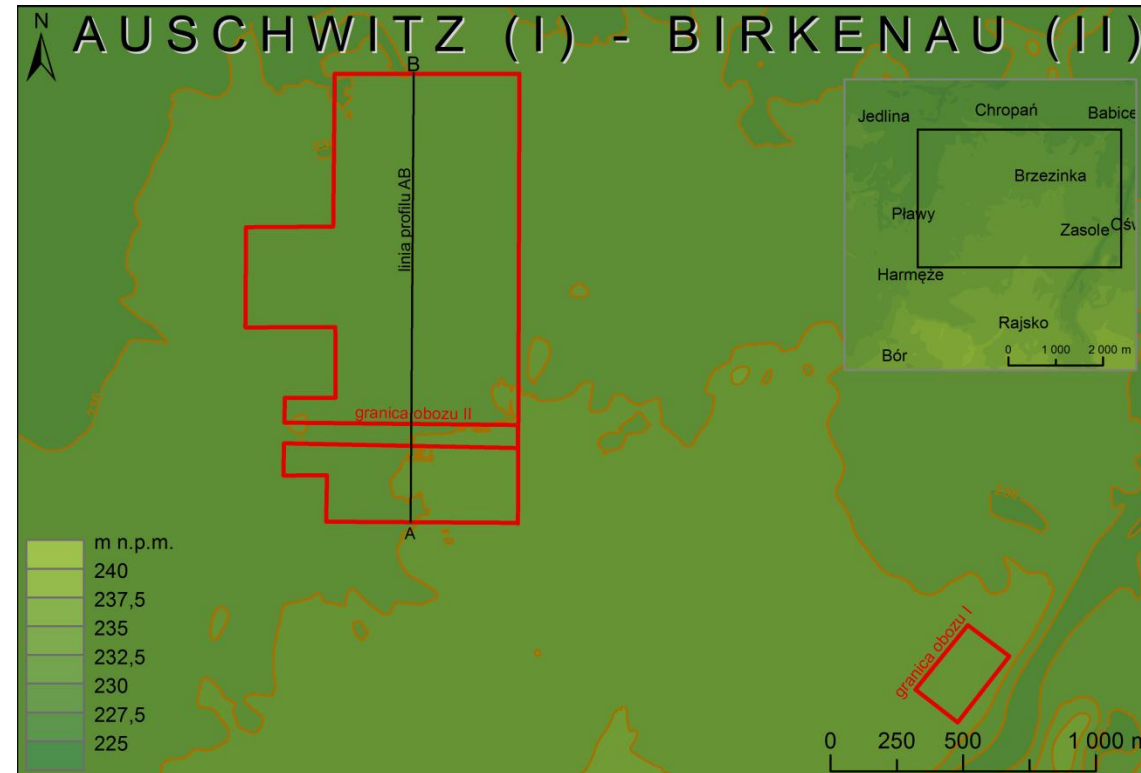 N
AUSCHWITZ (I) - BIRKENAU (II)
B
linia profilu AB
granica obozu II
A
Jedlina
Chropań
Babice
Brzezinka
Pławy
Zasole
Ośw
Harmęże
Rajsko
Bór
0 1 000 2 000 m
m n.p.m.
240
237,5
235
232,5
230
227,5
225
granica obozu I
0 250 500 1 000 m